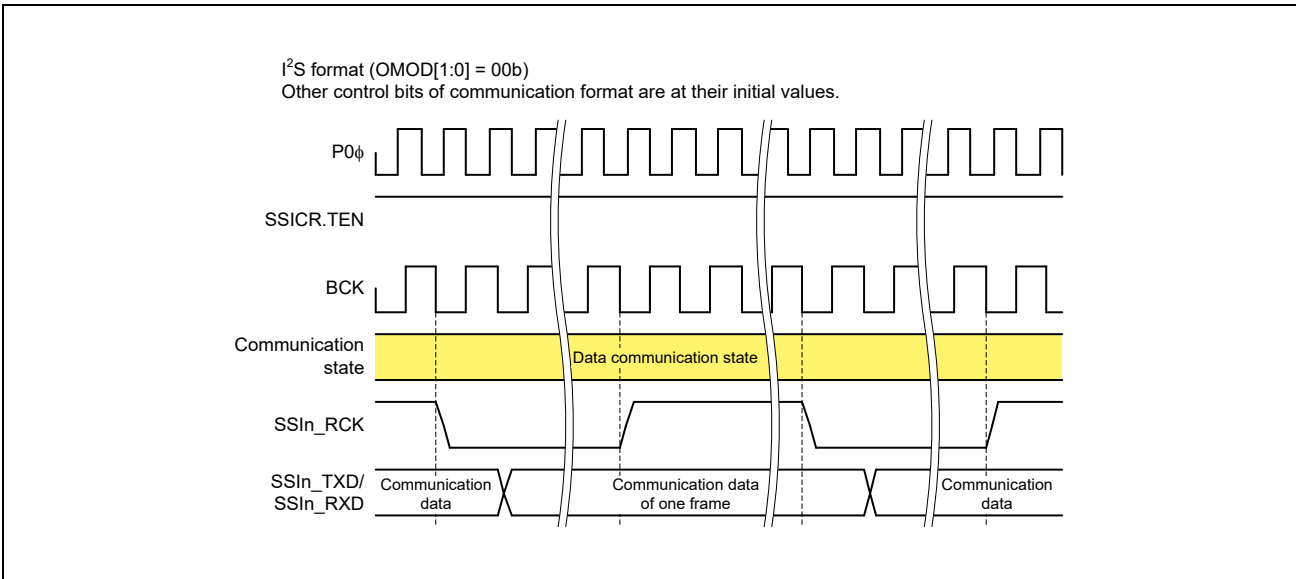 I²S format (OMOD[1:0] = 00b)
Other control bits of communication format are at their initial values.
P0ϕ
SSICR.TEN
BCK
Communication
state
Data communication state
SSIn_RCK
SSIn_TXD/
SSIn_RXD
Communication
data
Communication data
of one frame
Communication
data